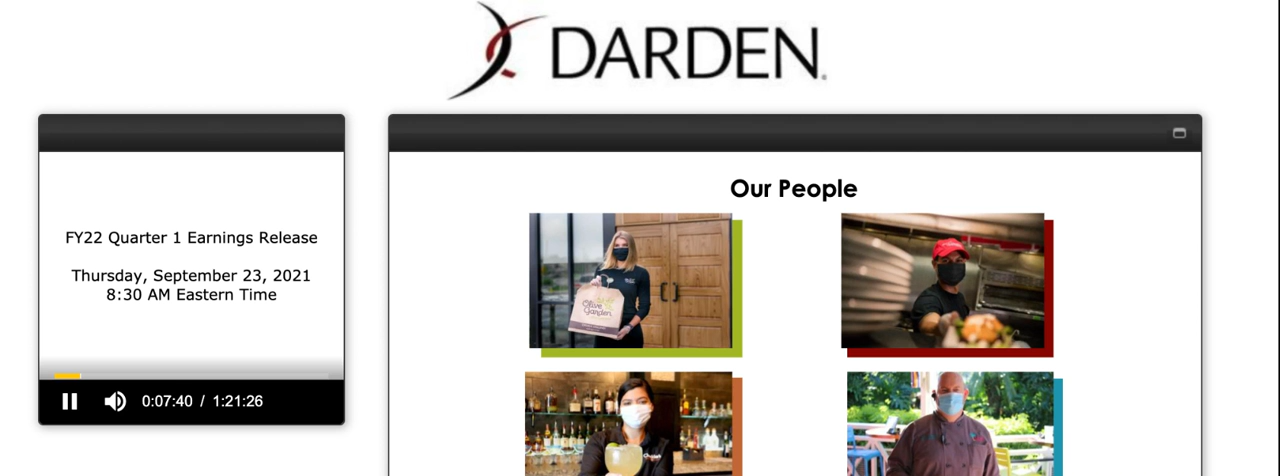 DARDEN.
FY22 Quarter 1 Earnings Release
Thursday, September 23, 2021
8:30 AM Eastern Time
0:07:40 / 1:21:26
Our People
Olive
Garden